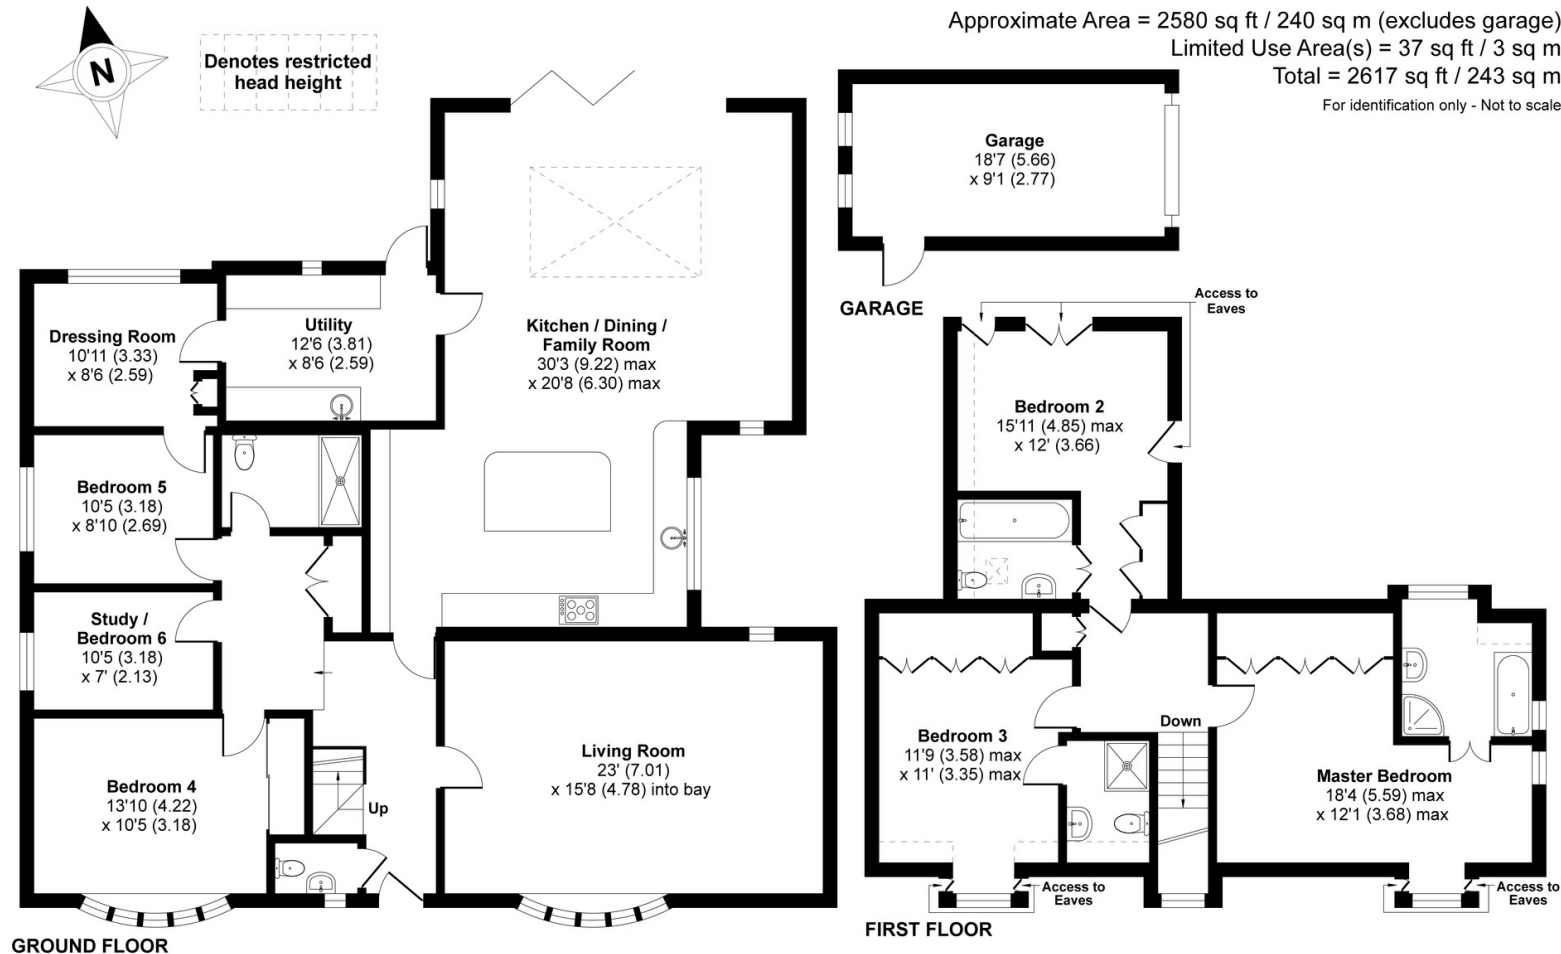 Approximate Area = 2580 sq ft / 240 sq m (excludes garage)
Limited Use Area(s) = 37 sq ft / 3 sq m
Total = 2617 sq ft / 243 sq m
For identification only - Not to scale
N
Denotes restricted
head height
Garage
18'7 (5.66)
x 9'1 (2.77)
GARAGE
Access to
Eaves
Dressing Room
10'11 (3.33)
x 8'6 (2.59)
Utility
12'6 (3.81)
x 8'6 (2.59)
Kitchen / Dining /
Family Room
30'3 (9.22) max
x 20'8 (6.30) max
Bedroom 5
10'5 (3.18)
x 8'10 (2.69)
Study /
Bedroom 6
10'5 (3.18)
x 7' (2.13)
Bedroom 4
13'10 (4.22)
x 10'5 (3.18)
Up
Living Room
23' (7.01)
x 15'8 (4.78) into bay
GROUND FLOOR
Bedroom 2
15'11 (4.85) max
x 12' (3.66)
Bedroom 3
11'9 (3.58) max
x 11' (3.35) max
Down
Master Bedroom
18'4 (5.59) max
x 12'1 (3.68) max
Access to
Eaves
Access to
Eaves
FIRST FLOOR